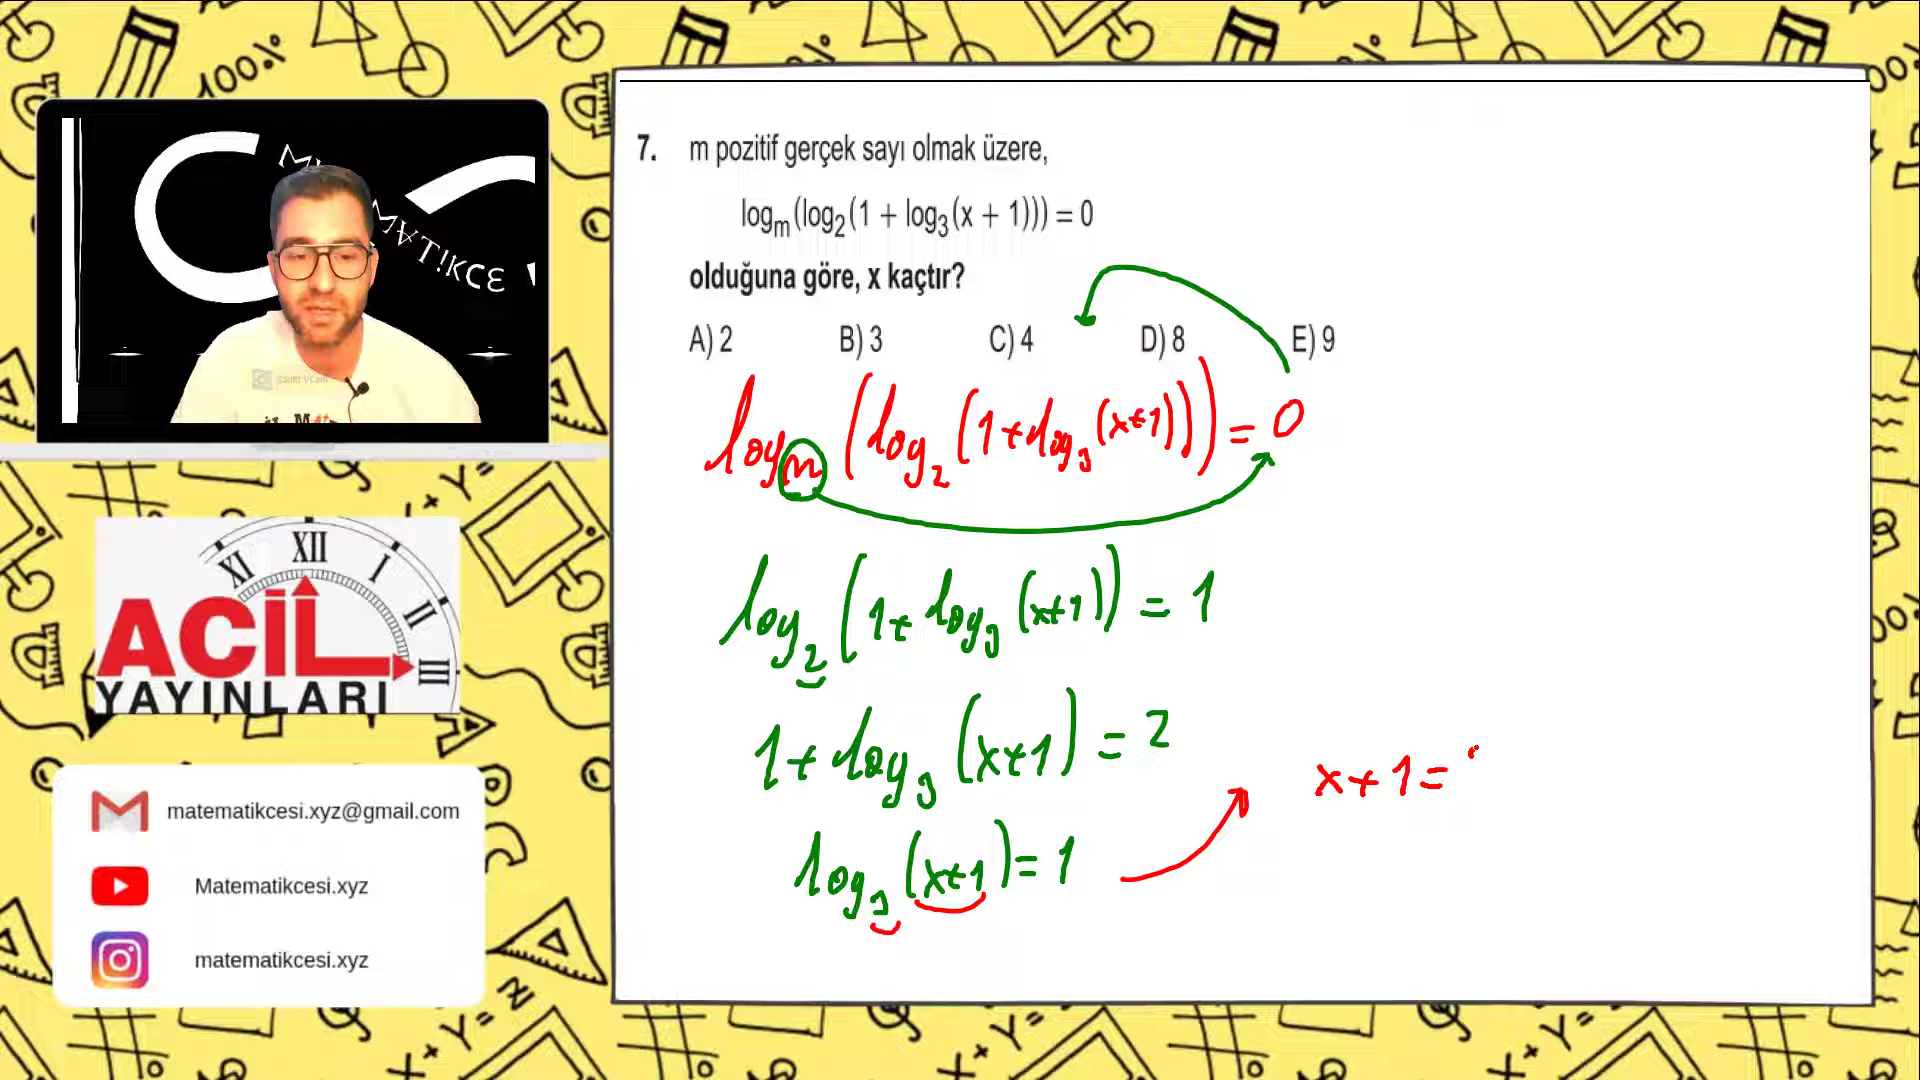 100%
MATIKCE
7. m pozitif gerçek sayı olmak üzere,
logₘ(log₂(1 + log₃(x + 1))) = 0
olduğuna göre, x kaçtır?
A) 2 B) 3 C) 4 D) 8 E) 9
logₘ(log₂(1+log₃(x+1))) = 0
log₂(1+log₃(x+1)) = 1
1+log₃(x+1) = 2
log₃(x+1) = 1
x+1=
XI XII I II III
ACİL
YAYINLARI
matematikcesi.xyz@gmail.com
Matematikcesi.xyz
matematikcesi.xyz